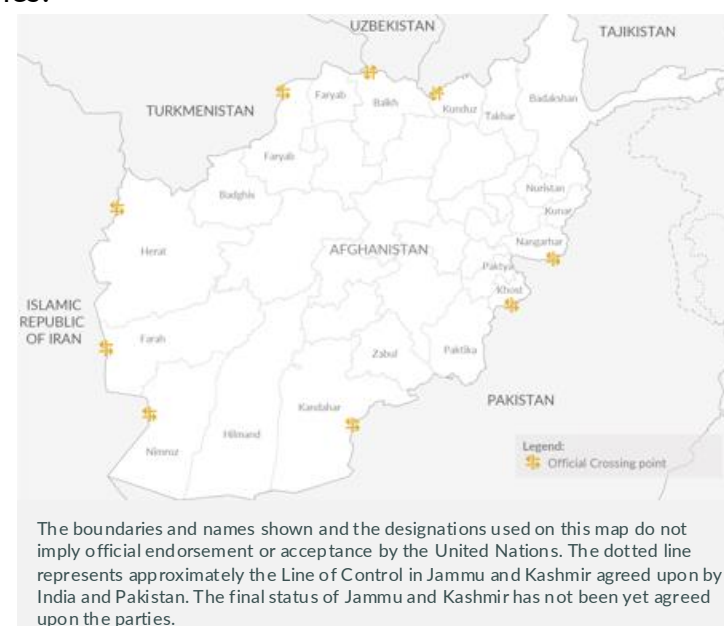 UZBEKISTAN
TAJIKISTAN
TURKMENISTAN
Faryab
Balkh
Kunduz
Takhar
Badakhshan
Faryab
Badghis
Nuristan
Kunar
Herat
AFGHANISTAN
Nangarhar
Paktya
Khost
ISLAMIC
REPUBLIC
OF IRAN
Farah
Zabul
Paktika
Kandahar
PAKISTAN
Hilmand
Nimruz
Legend:
Official Crossing point
The boundaries and names shown and the designations used on this map do not
imply official endorsement or acceptance by the United Nations. The dotted line
represents approximately the Line of Control in Jammu and Kashmir agreed upon by
India and Pakistan. The final status of Jammu and Kashmir has not been yet agreed
upon the parties.